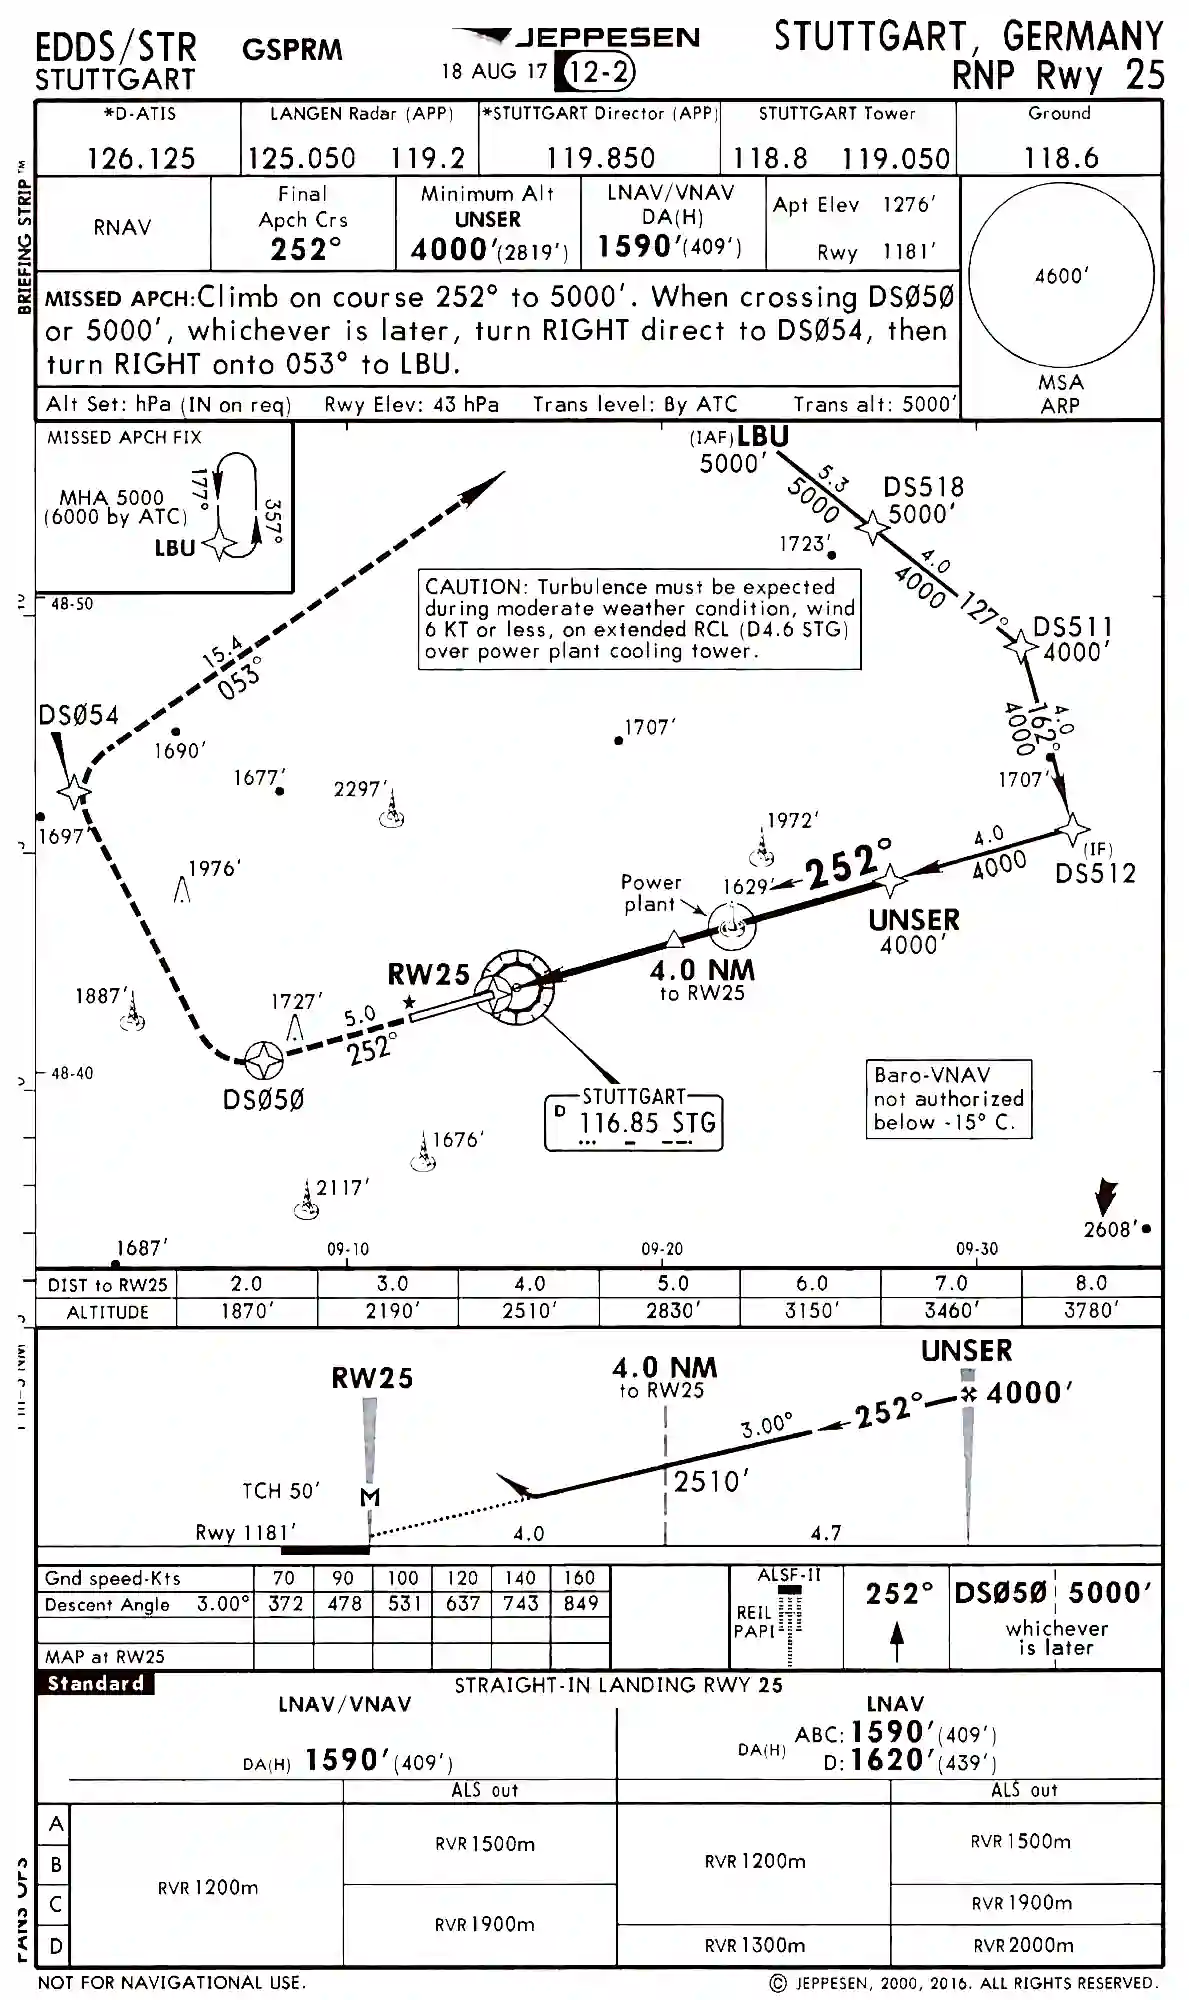 EDDS/STR
STUTTGART
GSPRM
JEPPESEN
18 AUG 17 12-2
STUTTGART, GERMANY
RNP Rwy 25
BRIEFING STRIP™
*D-ATIS
126.125
LANGEN Radar (APP)
125.050 119.2
*STUTTGART Director (APP)
119.850
STUTTGART Tower
118.8 119.050
Ground
118.6
RNAV
Final
Apch Crs
252°
Minimum Alt
UNSER
4000'(2819')
LNAV/VNAV
DA(H)
1590'(409')
Apt Elev 1276'
Rwy 1181'
4600'
MSA
ARP
MISSED APCH:Climb on course 252° to 5000'. When crossing DSØ50
or 5000', whichever is later, turn RIGHT direct to DSØ54, then
turn RIGHT onto 053° to LBU.
Alt Set: hPa (IN on req) Rwy Elev: 43 hPa Trans level: By ATC Trans alt: 5000'
MISSED APCH FIX
MHA 5000
(6000 by ATC)
LBU
177°
357°
(IAF) LBU
5000'
5.3
5000
DS518
5000'
1723'
4.0
4000
127°
DS511
4000'
CAUTION: Turbulence must be expected
during moderate weather condition, wind
6 KT or less, on extended RCL (D4.6 STG)
over power plant cooling tower.
48-50
15.4
053°
DSØ54
1690'
1707'
4.0
162°
4000
1677'
2297'
1707'
1697'
1972'
1976'
4.0
4000
(IF)
DS512
252°
1629'
Power
plant
UNSER
4000'
4.0 NM
to RW25
RW25
1887'
1727'
5.0
252°
48-40
DSØ50
STUTTGART
D 116.85 STG
Baro-VNAV
not authorized
below -15° C.
1676'
2117'
2608'
1687'
09-10
09-20
09-30
DIST to RW25 2.0 3.0 4.0 5.0 6.0 7.0 8.0
ALTITUDE 1870' 2190' 2510' 2830' 3150' 3460' 3780'
RW25
4.0 NM
to RW25
UNSER
4000'
252°
3.00°
2510'
TCH 50'
M
Rwy 1181'
4.0
4.7
Gnd speed-Kts 70 90 100 120 140 160
Descent Angle 3.00° 372 478 531 637 743 849
MAP at RW25
ALSF-II
REIL
PAPI
252°
DSØ50 5000'
whichever
is later
Standard
STRAIGHT-IN LANDING RWY 25
LNAV/VNAV
DA(H) 1590'(409')
LNAV
DA(H)
ABC: 1590'(409')
D: 1620'(439')
ALS out
ALS out
A
B
C
D
RVR 1200m
RVR 1500m
RVR 1900m
RVR 1200m
RVR 1300m
RVR 1500m
RVR 1900m
RVR 2000m
PANS OPS
NOT FOR NAVIGATIONAL USE.
© JEPPESEN, 2000, 2016. ALL RIGHTS RESERVED.